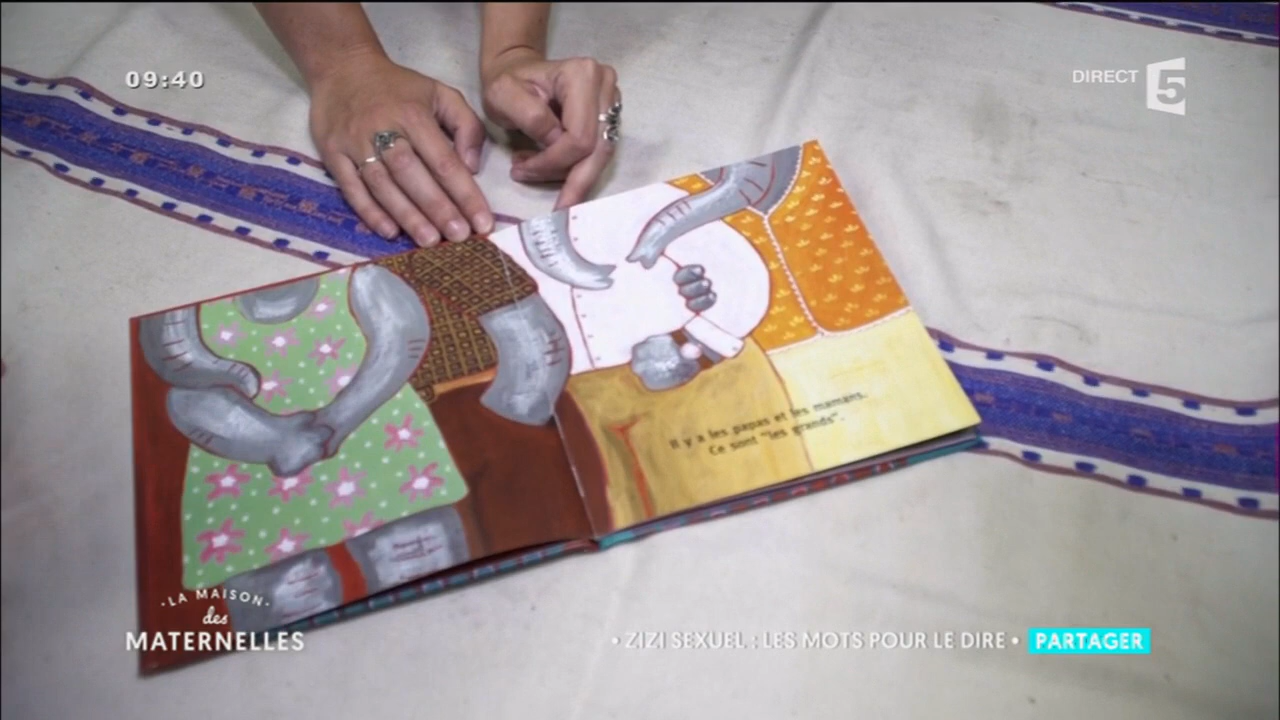 09:40
DIRECT 5
Il y a les papas et les mamans.
Ce sont "les grands".
·LA MAISON·
des
MATERNELLES
• ZIZI SEXUEL : LES MOTS POUR LE DIRE • PARTAGER